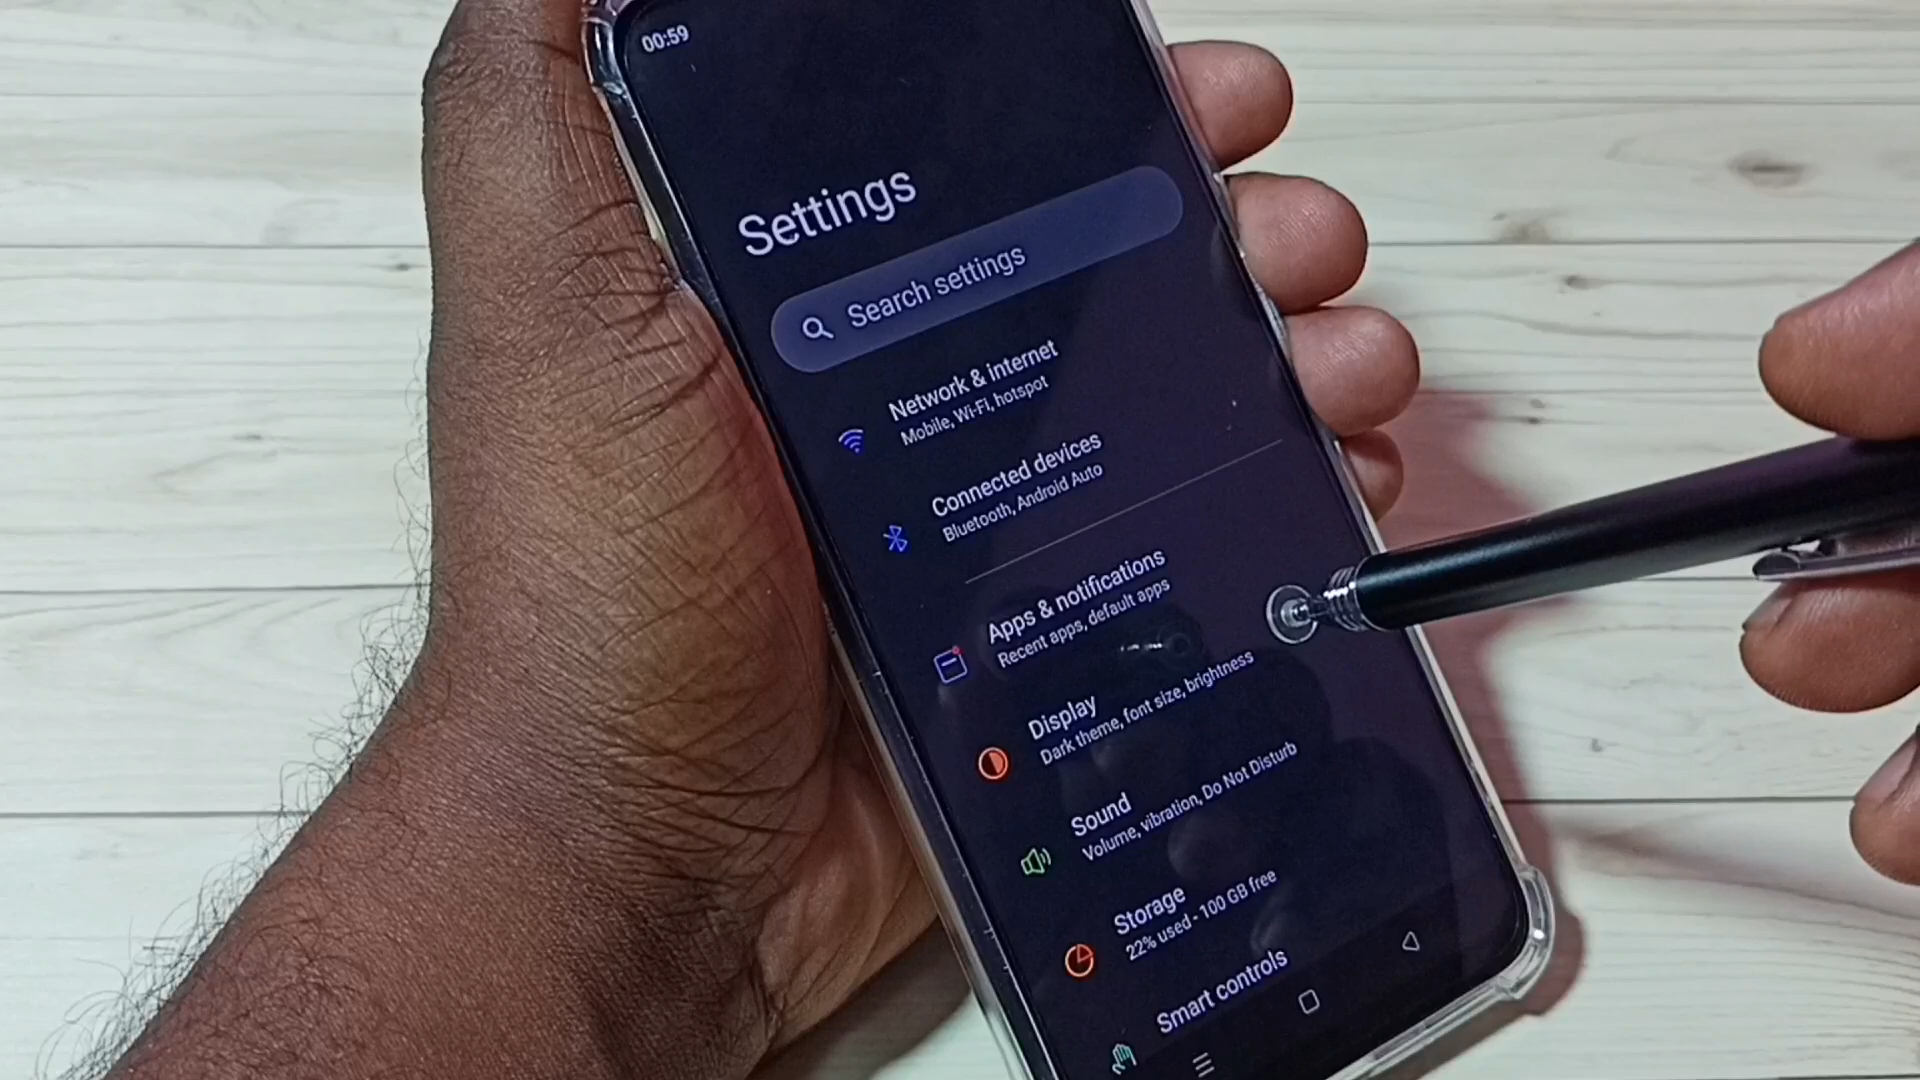 00:59
Settings
Search settings
Network & internet
Mobile, Wi-Fi, hotspot
Connected devices
Bluetooth, Android Auto
Apps & notifications
Recent apps, default apps
Display
Dark theme, font size, brightness
Sound
Volume, vibration, Do Not Disturb
Storage
22% used - 100 GB free
Smart controls